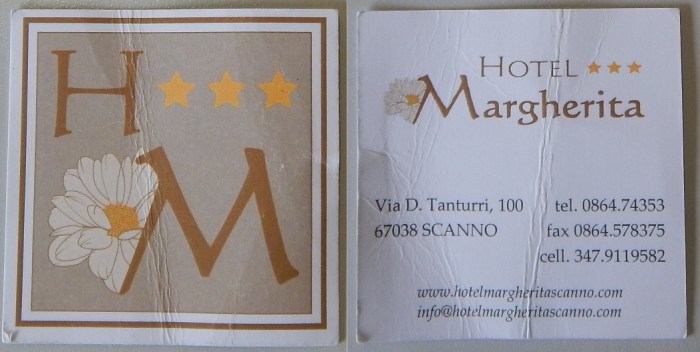 H
M
HOTEL
Margherita
Via D. Tanturri, 100 tel. 0864.74353
67038 SCANNO fax 0864.578375
cell. 347.9119582
www.hotelmargheritascanno.com
info@hotelmargheritascanno.com